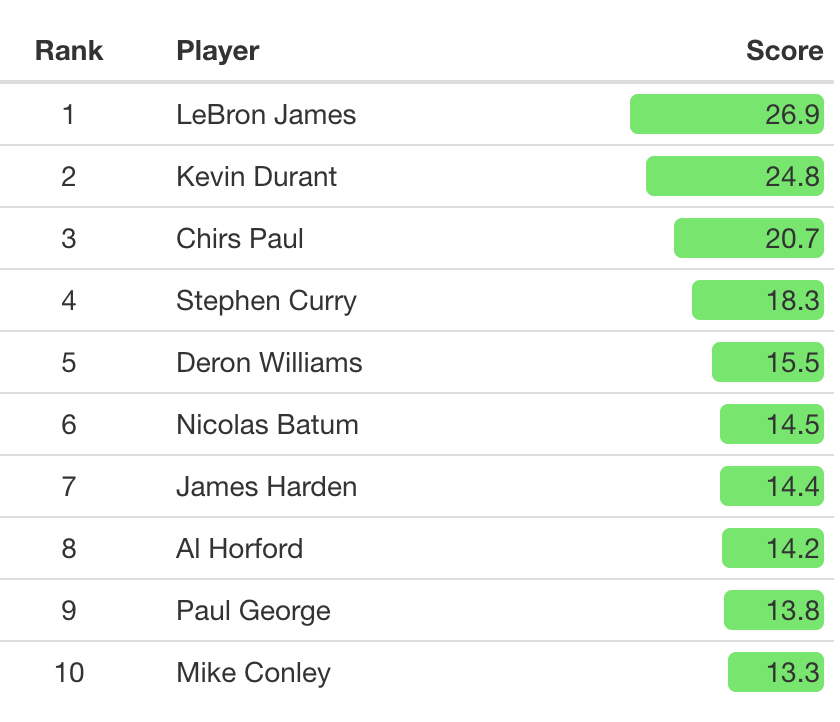 Rank Player Score
1 LeBron James 26.9
2 Kevin Durant 24.8
3 Chirs Paul 20.7
4 Stephen Curry 18.3
5 Deron Williams 15.5
6 Nicolas Batum 14.5
7 James Harden 14.4
8 Al Horford 14.2
9 Paul George 13.8
10 Mike Conley 13.3